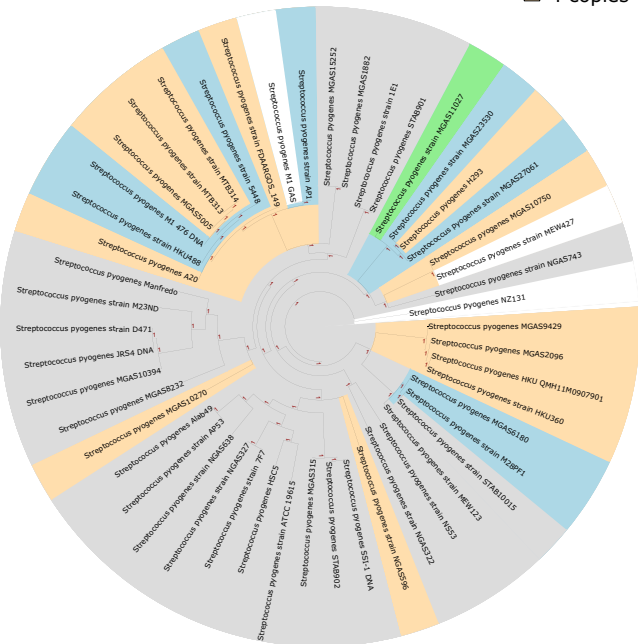 4 copies
Streptococcus pyogenes MGAS15252
Streptococcus pyogenes MGAS1882
Streptococcus pyogenes strain 1E1
Streptococcus pyogenes STAB901
Streptococcus pyogenes strain MGAS11027
Streptococcus pyogenes strain MGAS23530
Streptococcus pyogenes H293
Streptococcus pyogenes strain MGAS27061
Streptococcus pyogenes MGAS10750
Streptococcus pyogenes strain MEW427
Streptococcus pyogenes strain NGAS743
Streptococcus pyogenes NZ131
Streptococcus pyogenes MGAS9429
Streptococcus pyogenes MGAS2096
Streptococcus pyogenes HKU QMH11M0907901
Streptococcus pyogenes strain HKU360
Streptococcus pyogenes MGAS6180
Streptococcus pyogenes strain M28PF1
Streptococcus pyogenes strain STAB10015
Streptococcus pyogenes strain MEW123
Streptococcus pyogenes strain NS53
Streptococcus pyogenes strain NGAS322
Streptococcus pyogenes strain NGAS596
Streptococcus pyogenes SSI-1 DNA
Streptococcus pyogenes STAB902
Streptococcus pyogenes MGAS315
Streptococcus pyogenes strain ATCC 19615
Streptococcus pyogenes HSC5
Streptococcus pyogenes strain 7F7
Streptococcus pyogenes strain NGAS327
Streptococcus pyogenes strain NGAS638
Streptococcus pyogenes strain AP53
Streptococcus pyogenes Alab49
Streptococcus pyogenes MGAS10270
Streptococcus pyogenes MGAS8232
Streptococcus pyogenes MGAS10394
Streptococcus pyogenes JRS4 DNA
Streptococcus pyogenes strain D471
Streptococcus pyogenes strain M23ND
Streptococcus pyogenes Manfredo
Streptococcus pyogenes A20
Streptococcus pyogenes strain HKU488
Streptococcus pyogenes M1 476 DNA
Streptococcus pyogenes MGAS5005
Streptococcus pyogenes strain MTB313
Streptococcus pyogenes strain MTB314
Streptococcus pyogenes strain 5448
Streptococcus pyogenes strain FDAARGOS_149
Streptococcus pyogenes M1 GAS
Streptococcus pyogenes strain AP1